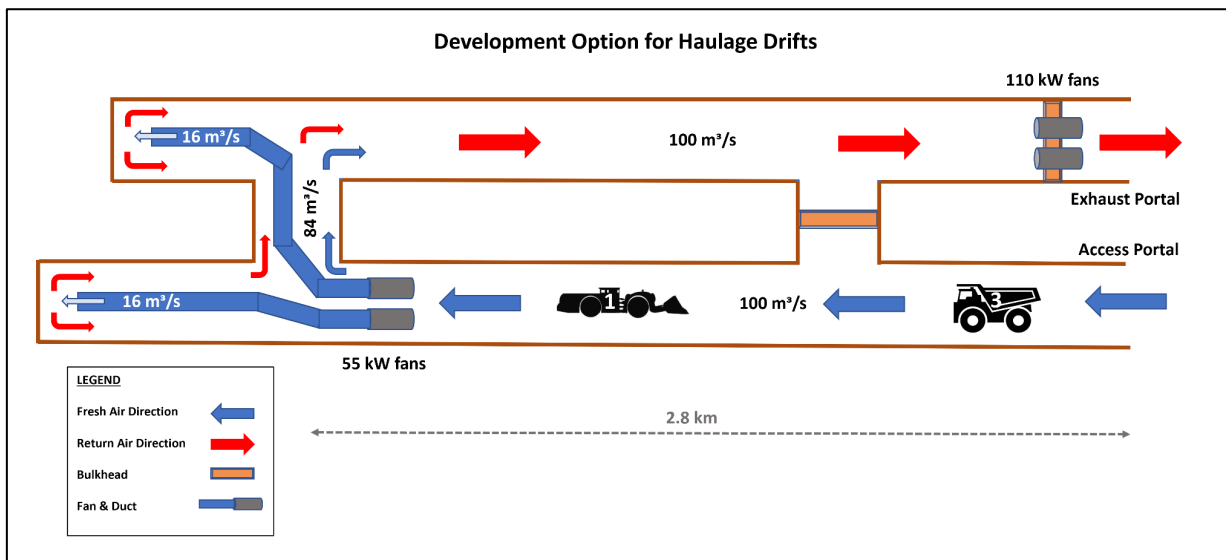 Development Option for Haulage Drifts
110 kW fans
16 m³/s
100 m³/s
84 m³/s
Exhaust Portal
Access Portal
16 m³/s
1
100 m³/s
3
55 kW fans
LEGEND
Fresh Air Direction
Return Air Direction
Bulkhead
Fan & Duct
2.8 km